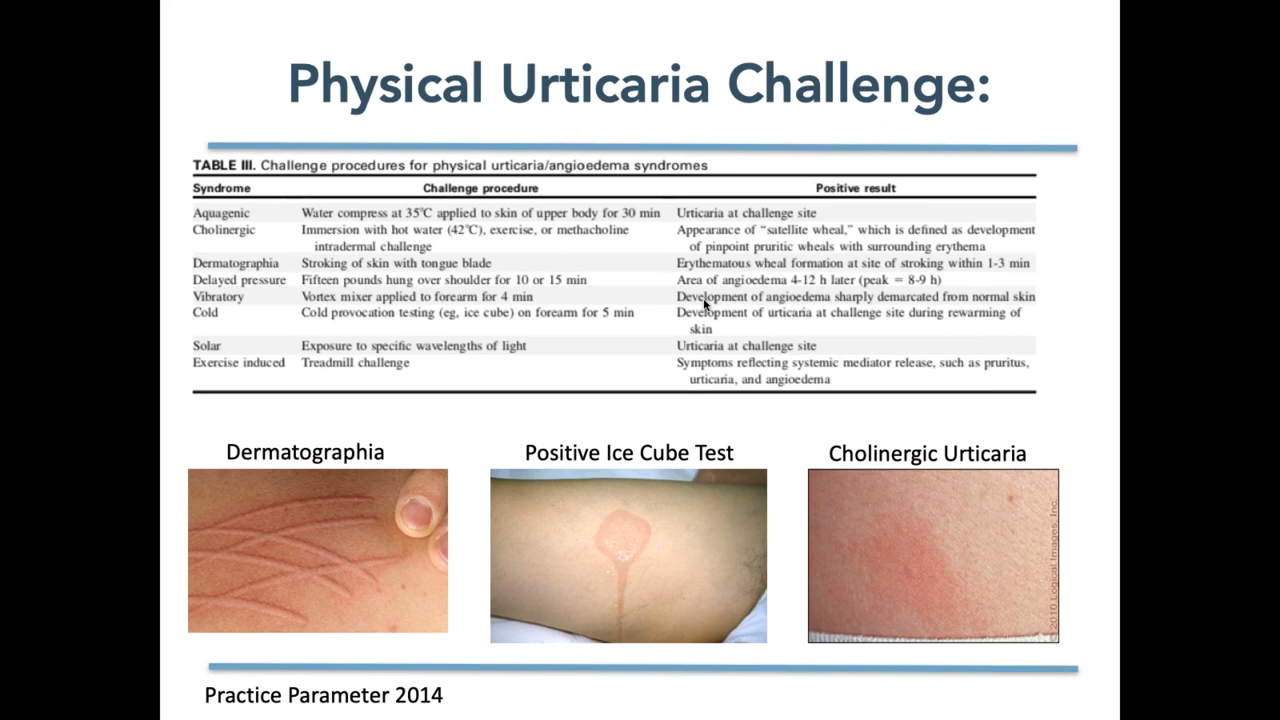 Physical Urticaria Challenge:
TABLE III. Challenge procedures for physical urticaria/angioedema syndromes
Syndrome Challenge procedure Positive result
Aquagenic Water compress at 35°C applied to skin of upper body for 30 min Urticaria at challenge site
Cholinergic Immersion with hot water (42°C), exercise, or methacholine Appearance of “satellite wheal,” which is defined as development
intradermal challenge of pinpoint pruritic wheals with surrounding erythema
Dermatographia Stroking of skin with tongue blade Erythematous wheal formation at site of stroking within 1-3 min
Delayed pressure Fifteen pounds hung over shoulder for 10 or 15 min Area of angioedema 4-12 h later (peak = 8-9 h)
Vibratory Vortex mixer applied to forearm for 4 min Development of angioedema sharply demarcated from normal skin
Cold Cold provocation testing (eg, ice cube) on forearm for 5 min Development of urticaria at challenge site during rewarming of
skin
Solar Exposure to specific wavelengths of light Urticaria at challenge site
Exercise induced Treadmill challenge Symptoms reflecting systemic mediator release, such as pruritus,
urticaria, and angioedema
Dermatographia Positive Ice Cube Test Cholinergic Urticaria
2010 Logical Images, Inc.
Practice Parameter 2014